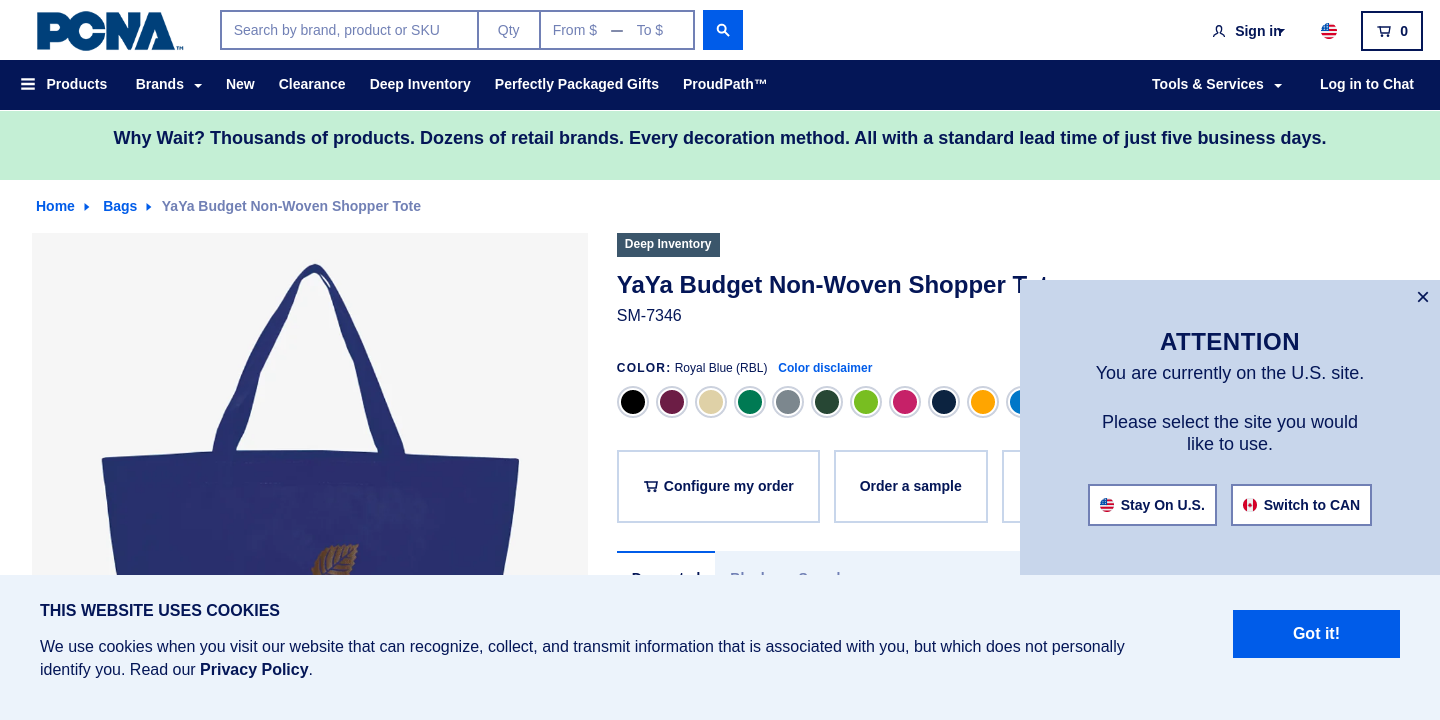 PCNA™
Search by brand, product or SKU
Qty
From $ — To $
Sign in
0
Products
Brands
New
Clearance
Deep Inventory
Perfectly Packaged Gifts
ProudPath™
Tools & Services
Log in to Chat
Why Wait? Thousands of products. Dozens of retail brands. Every decoration method. All with a standard lead time of just five business days.
Home
Bags
YaYa Budget Non-Woven Shopper Tote
Deep Inventory
YaYa Budget Non-Woven Shopper Tot
SM-7346
COLOR: Royal Blue (RBL) Color disclaimer
Configure my order
Order a sample
×
ATTENTION
You are currently on the U.S. site.
Please select the site you would
like to use.
Stay On U.S.
Switch to CAN
THIS WEBSITE USES COOKIES
We use cookies when you visit our website that can recognize, collect, and transmit information that is associated with you, but which does not personally
identify you. Read our Privacy Policy.
Got it!